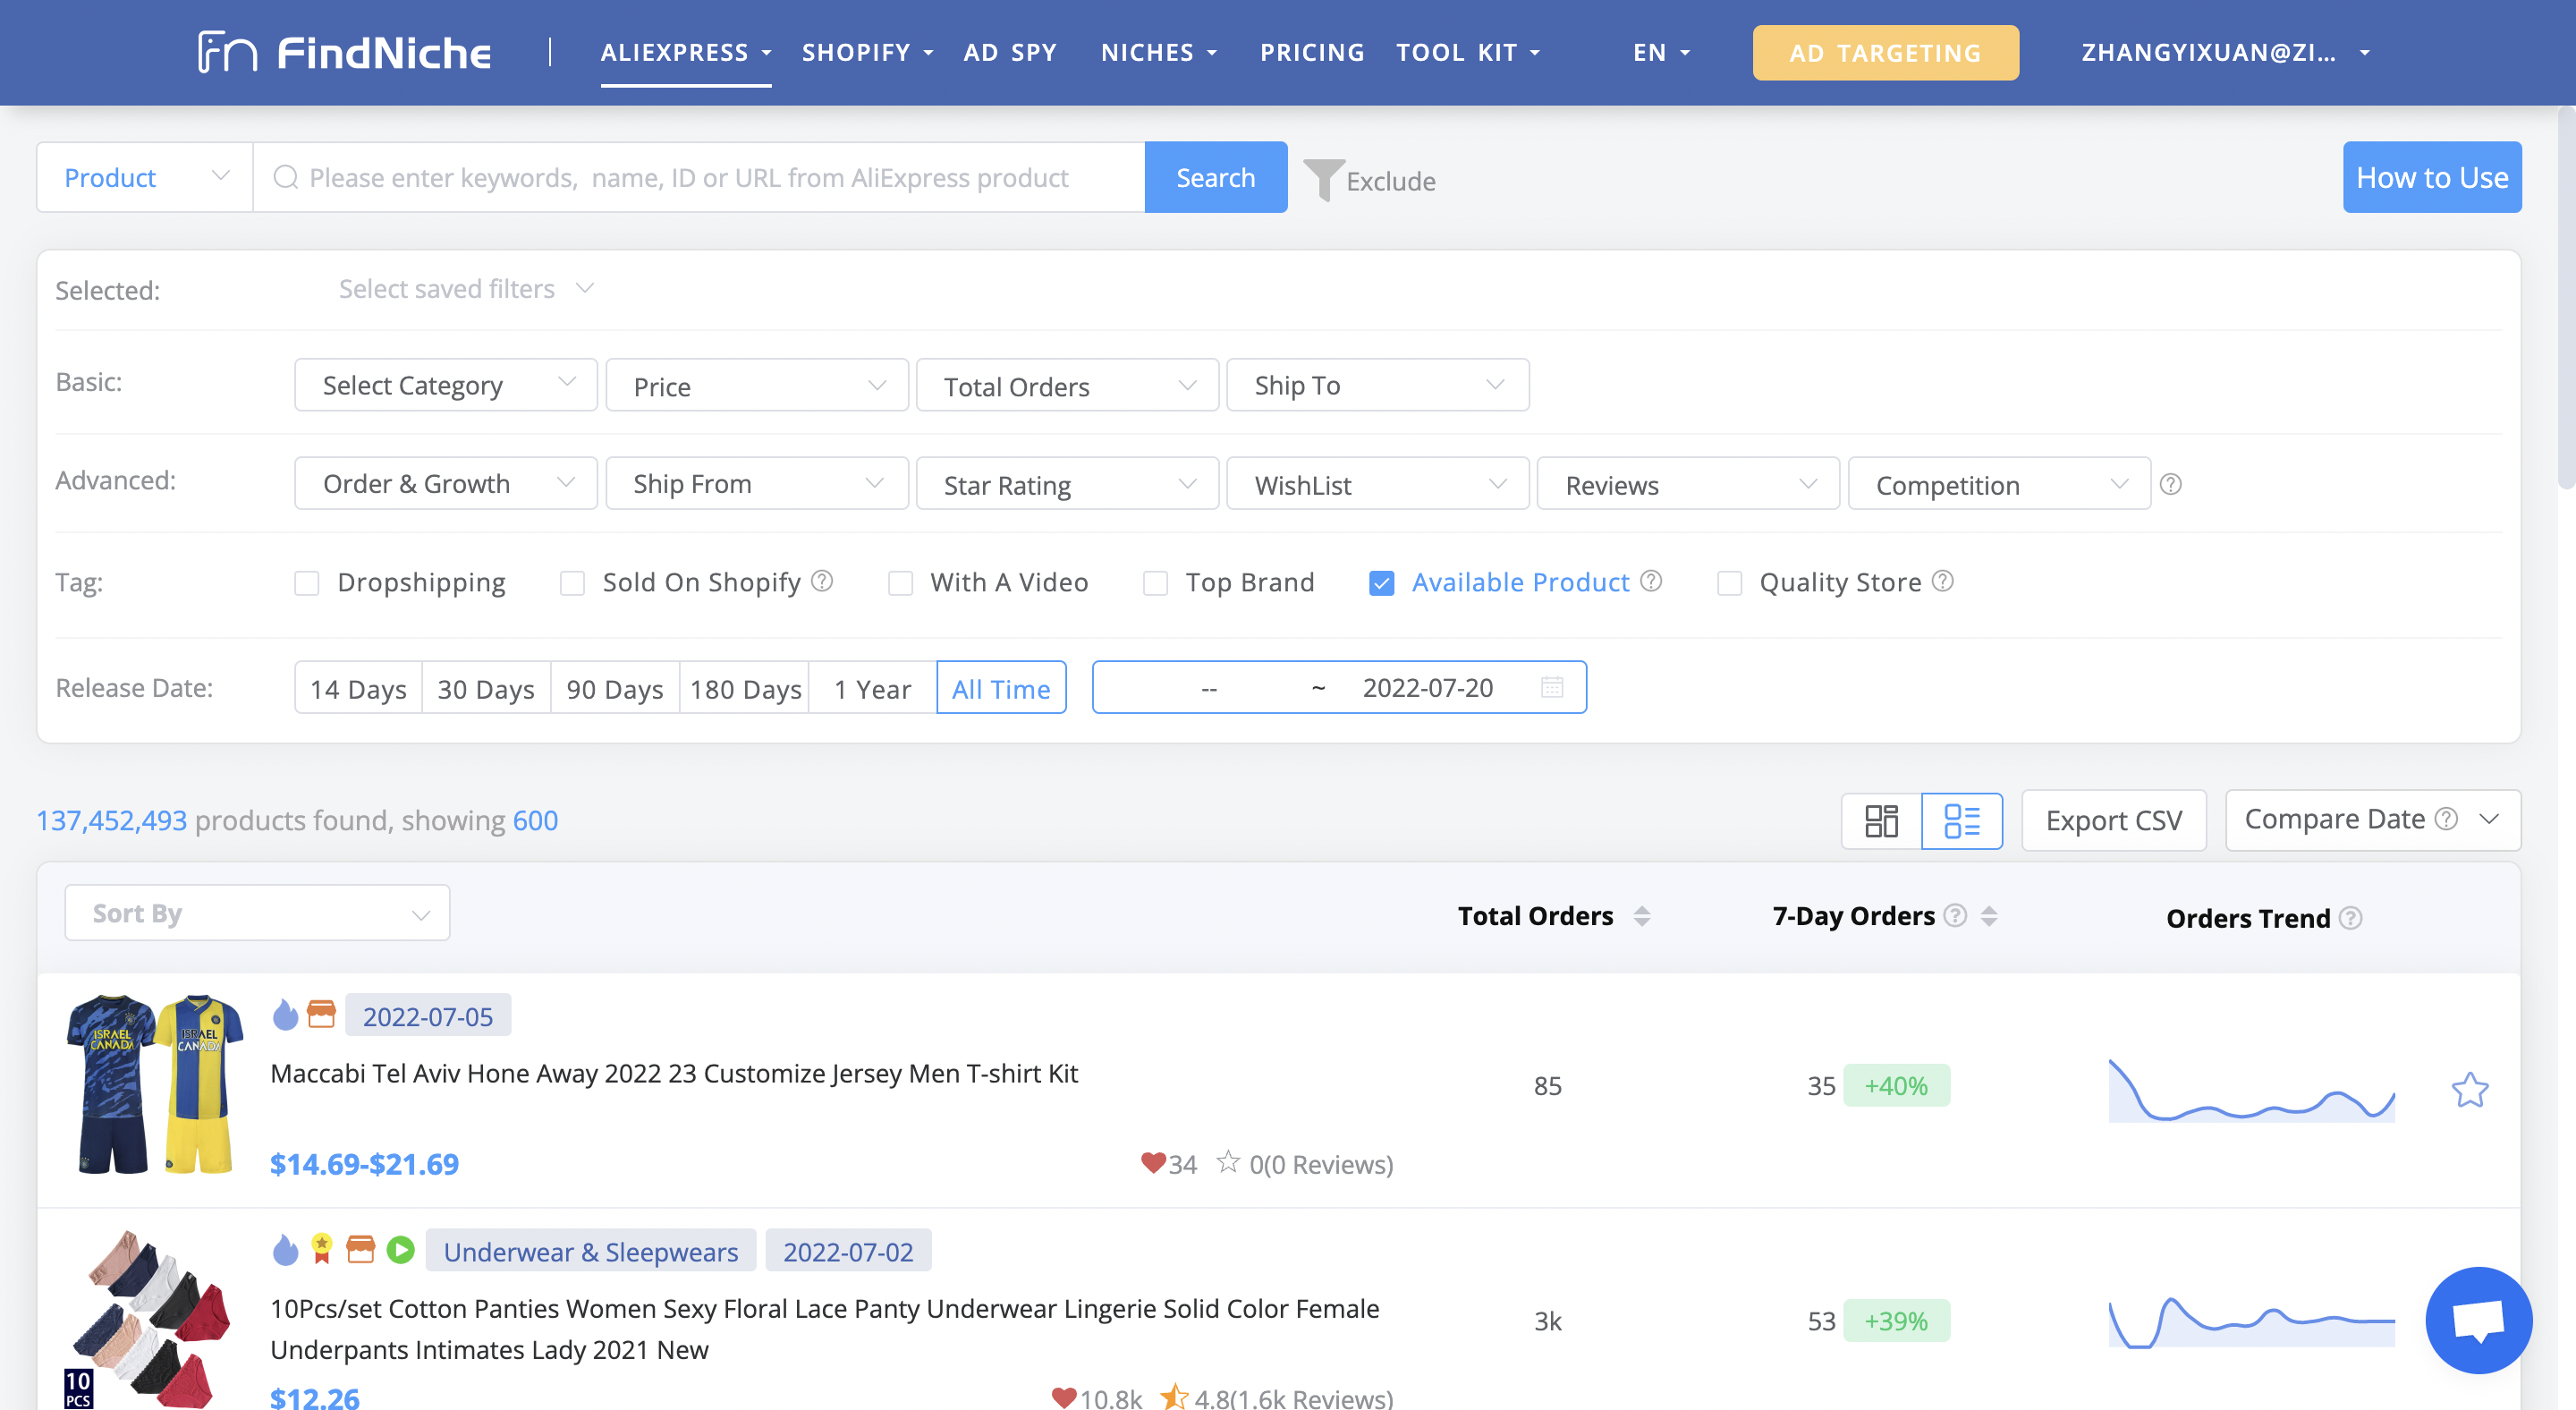 Fn FindNiche
ALIEXPRESS SHOPIFY AD SPY NICHES PRICING TOOL KIT EN AD TARGETING ZHANGYIXUAN@ZI...
Product Please enter keywords, name, ID or URL from AliExpress product Search Exclude How to Use
Selected: Select saved filters
Basic: Select Category Price Total Orders Ship To
Advanced: Order & Growth Ship From Star Rating WishList Reviews Competition ?
Tag: Dropshipping Sold On Shopify ? With A Video Top Brand Available Product ? Quality Store ?
Release Date: 14 Days 30 Days 90 Days 180 Days 1 Year All Time -- ~ 2022-07-20
137,452,493 products found, showing 600 Export CSV Compare Date ?
Sort By Total Orders 7-Day Orders ? Orders Trend ?
2022-07-05
ISRAEL CANADA
ISRAEL CANADA
Maccabi Tel Aviv Hone Away 2022 23 Customize Jersey Men T-shirt Kit
85 35 +40%
$14.69-$21.69 34 0(0 Reviews)
Underwear & Sleepwears 2022-07-02
10Pcs/set Cotton Panties Women Sexy Floral Lace Panty Underwear Lingerie Solid Color Female
Underpants Intimates Lady 2021 New
3k 53 +39%
10
PCS
$12.26 10.8k 4.8(1.6k Reviews)